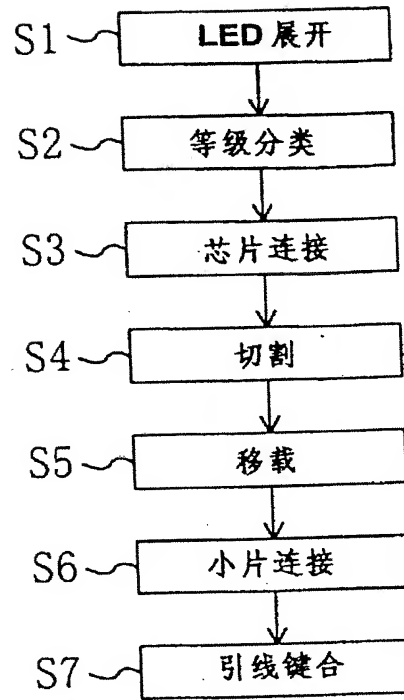 S1 LED 展开
S2 等级分类
S3 芯片连接
S4 切割
S5 移载
S6 小片连接
S7 引线键合